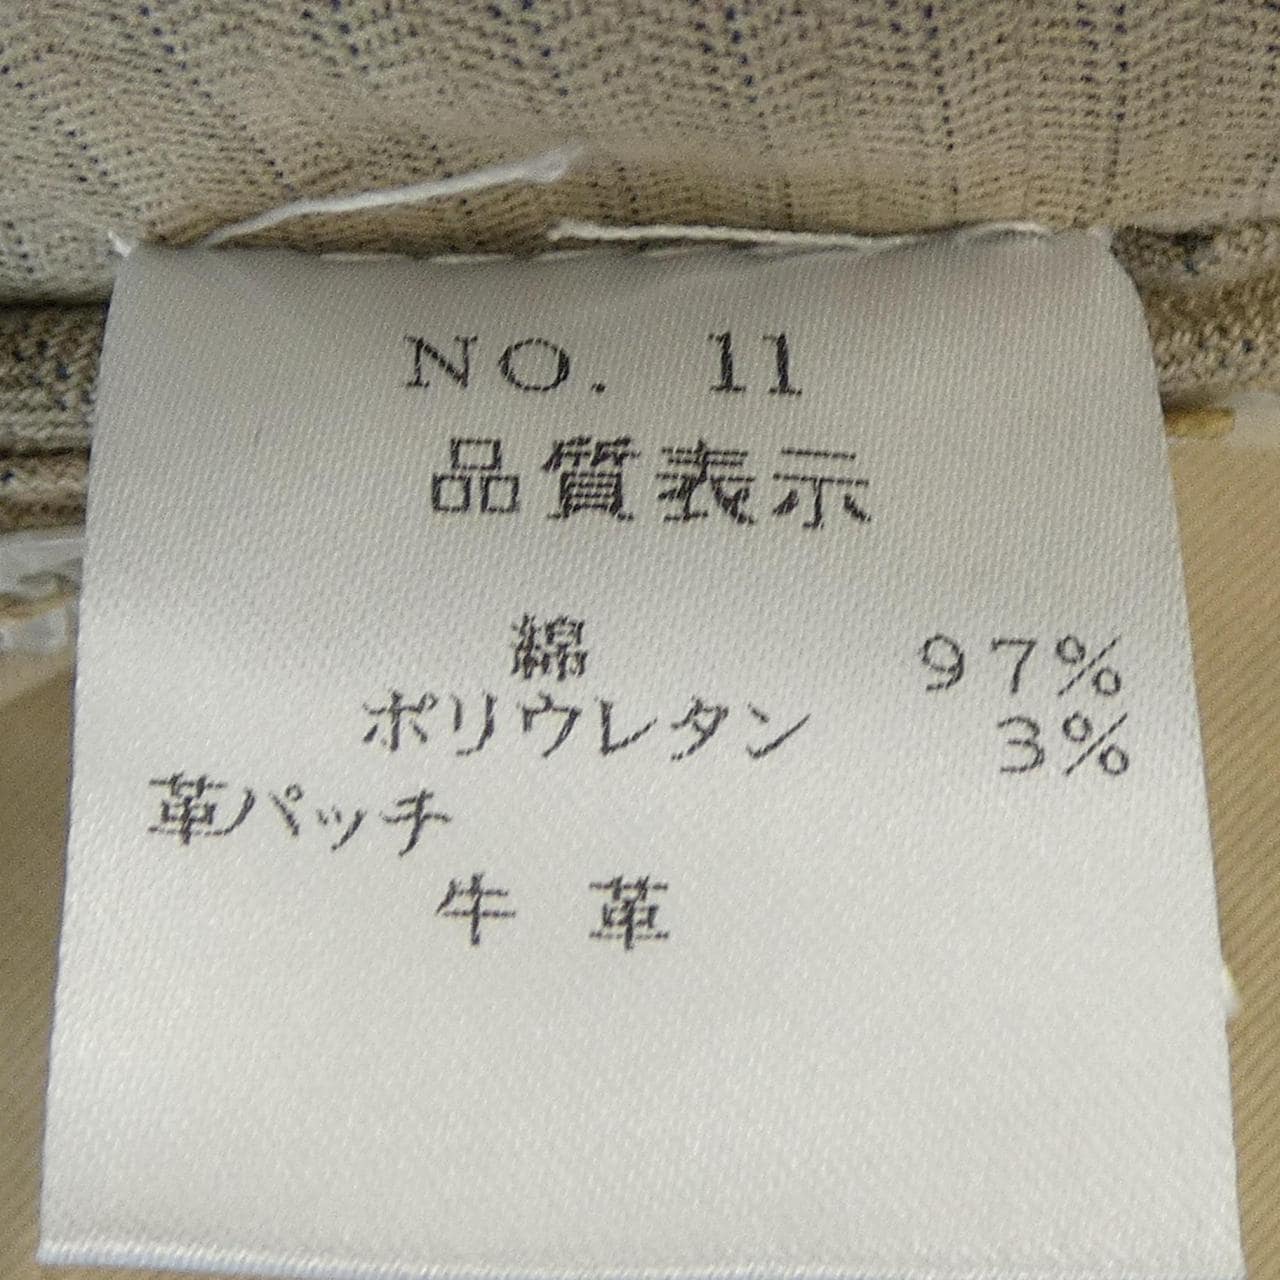 NO. 11
品質表示
綿 97%
ポリウレタン 3%
革パッチ
牛 革